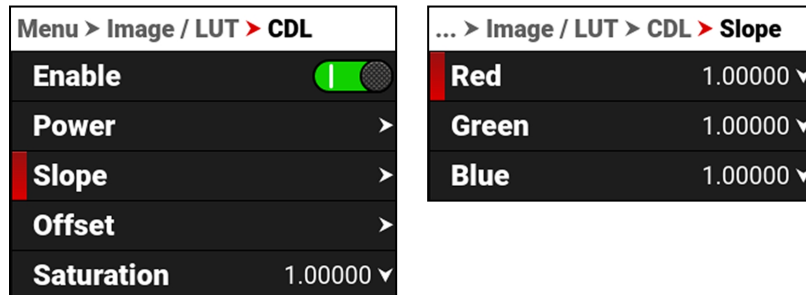 Menu > Image / LUT > CDL
Enable
Power >
Slope >
Offset >
Saturation 1.00000
... > Image / LUT > CDL > Slope
Red 1.00000
Green 1.00000
Blue 1.00000